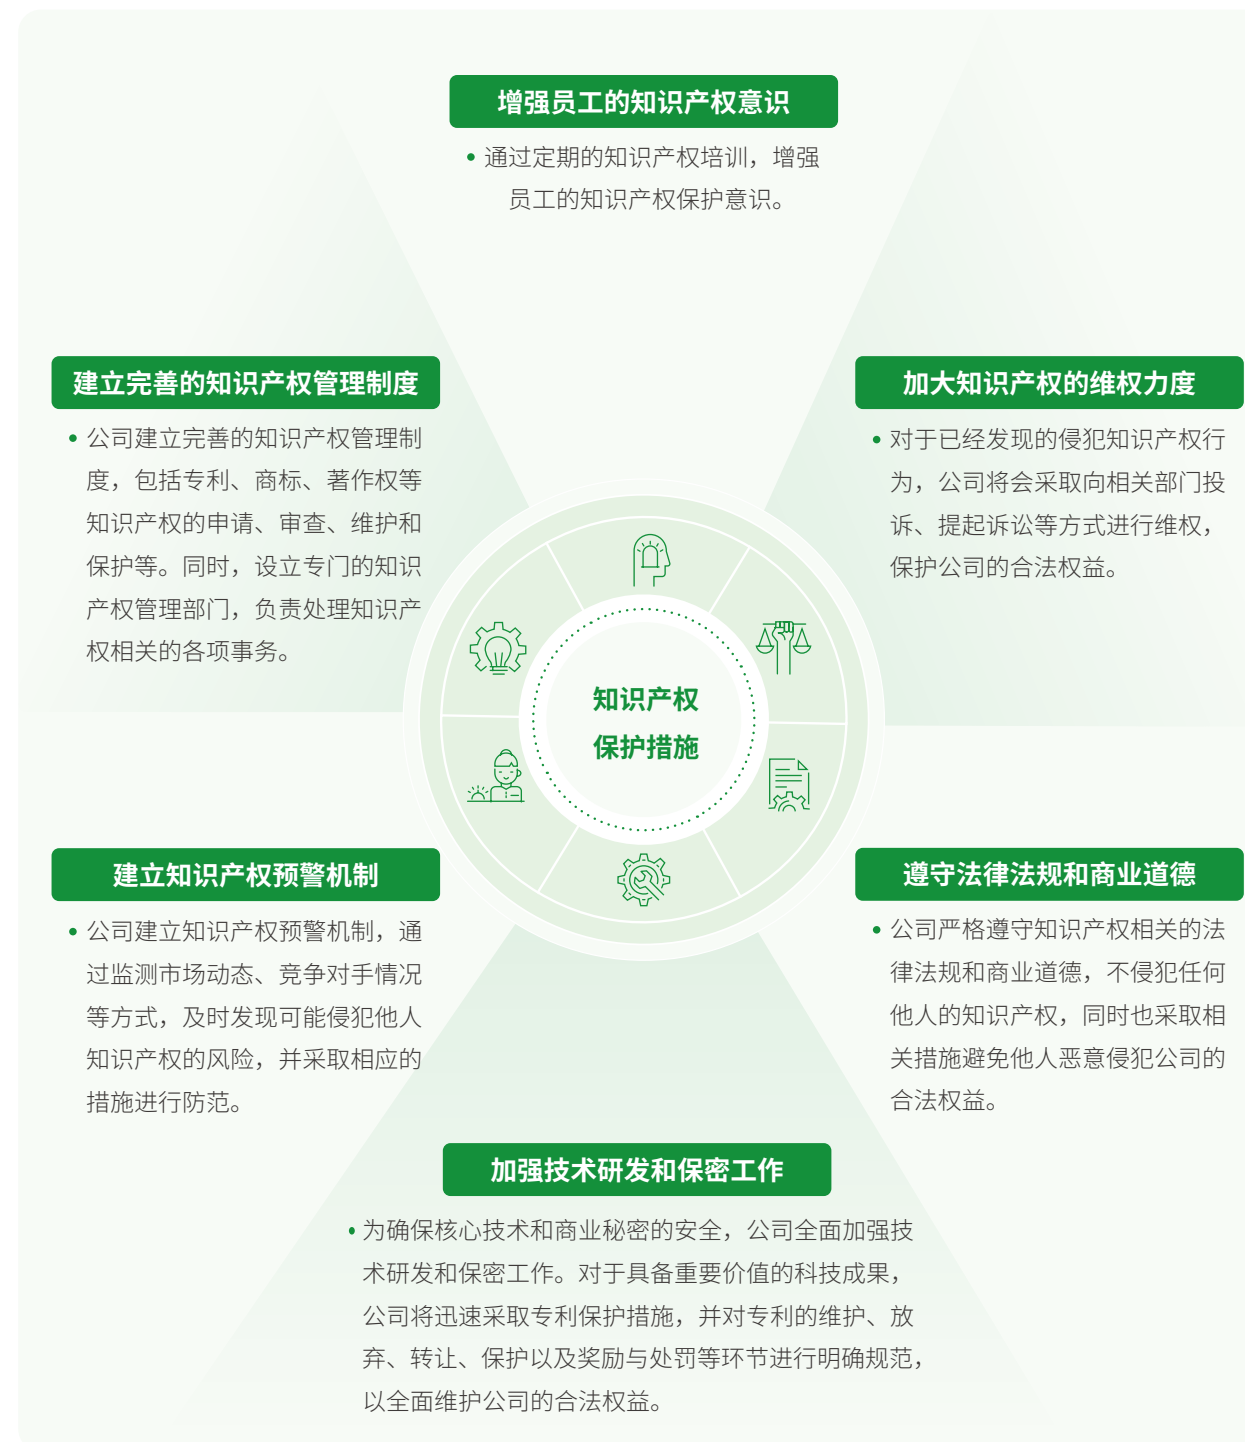 增强员工的知识产权意识
• 通过定期的知识产权培训，增强
员工的知识产权保护意识。
建立完善的知识产权管理制度
• 公司建立完善的知识产权管理制
度，包括专利、商标、著作权等
知识产权的申请、审查、维护和
保护等。同时，设立专门的知识
产权管理部门，负责处理知识产
权相关的各项事务。
加大知识产权的维权力度
• 对于已经发现的侵犯知识产权行
为，公司将会采取向相关部门投
诉、提起诉讼等方式进行维权，
保护公司的合法权益。
知识产权
保护措施
建立知识产权预警机制
• 公司建立知识产权预警机制，通
过监测市场动态、竞争对手情况
等方式，及时发现可能侵犯他人
知识产权的风险，并采取相应的
措施进行防范。
遵守法律法规和商业道德
• 公司严格遵守知识产权相关的法
律法规和商业道德，不侵犯任何
他人的知识产权，同时也采取相
关措施避免他人恶意侵犯公司的
合法权益。
加强技术研发和保密工作
• 为确保核心技术和商业秘密的安全，公司全面加强技
术研发和保密工作。对于具备重要价值的科技成果，
公司将迅速采取专利保护措施，并对专利的维护、放
弃、转让、保护以及奖励与处罚等环节进行明确规范，
以全面维护公司的合法权益。